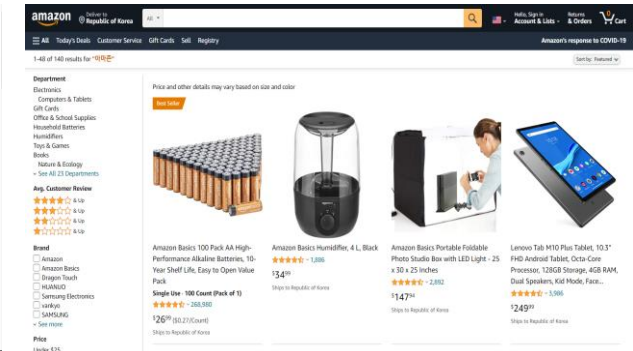 amazon
Deliver to
Republic of Korea
All
Hello, Sign in
Account & Lists
Returns
& Orders
0
Cart
All
Today's Deals
Customer Service
Gift Cards
Sell
Registry
Amazon's response to COVID-19
1-48 of 140 results for "아마존"
Sort by: Featured
Department
Electronics
Computers & Tablets
Gift Cards
Office & School Supplies
Household Batteries
Humidifiers
Toys & Games
Books
Nature & Ecology
See All 23 Departments
Avg. Customer Review
& Up
& Up
& Up
& Up
Brand
Amazon
Amazon Basics
Dragon Touch
HUANUO
Samsung Electronics
vankyo
SAMSUNG
See more
Price
Under $25
Price and other details may vary based on size and color
Best Seller
Amazon Basics 100 Pack AA High-
Performance Alkaline Batteries, 10-
Year Shelf Life, Easy to Open Value
Pack
Single Use · 100 Count (Pack of 1)
268,980
($0.27/Count)
Ships to Republic of Korea
Amazon Basics Humidifier, 4 L, Black
1,886
Ships to Republic of Korea
Amazon Basics Portable Foldable
Photo Studio Box with LED Light - 25
x 30 x 25 Inches
2,892
Ships to Republic of Korea
Lenovo Tab M10 Plus Tablet, 10.3"
FHD Android Tablet, Octa-Core
Processor, 128GB Storage, 4GB RAM,
Dual Speakers, Kid Mode, Face...
3,986
Ships to Republic of Korea